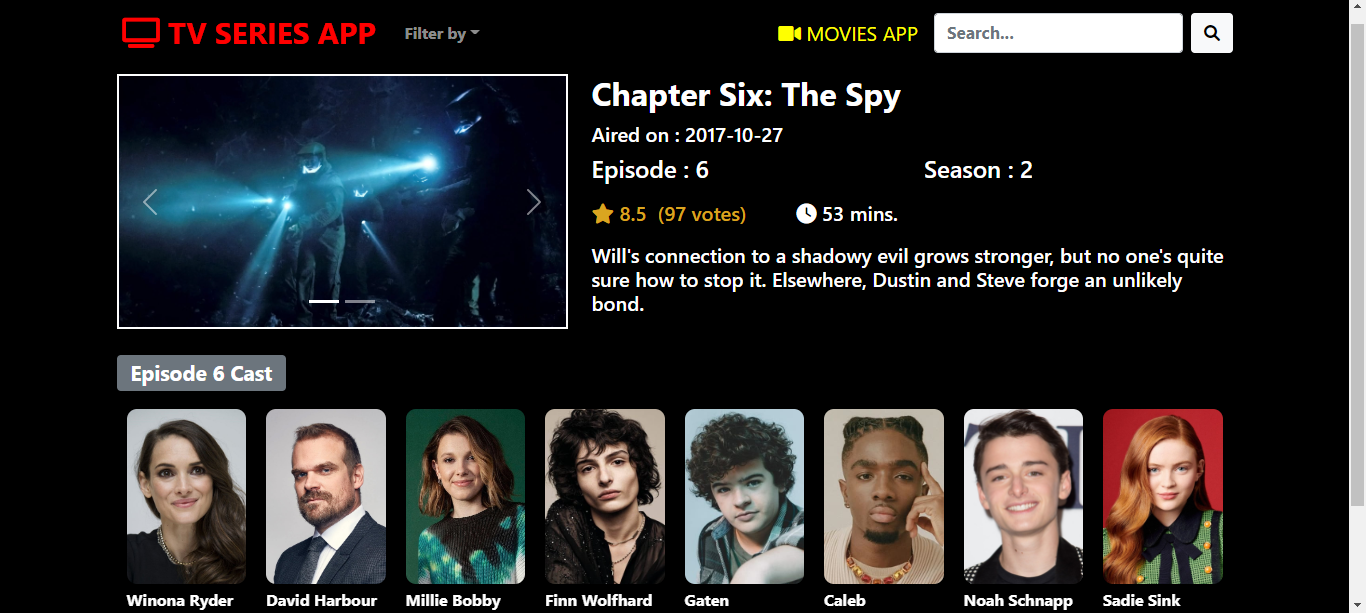 TV SERIES APP
Filter by
MOVIES APP
Search...
Chapter Six: The Spy
Aired on : 2017-10-27
Episode : 6
Season : 2
8.5 (97 votes)
53 mins.
Will's connection to a shadowy evil grows stronger, but no one's quite
sure how to stop it. Elsewhere, Dustin and Steve forge an unlikely
bond.
Episode 6 Cast
Winona Ryder
David Harbour
Millie Bobby
Finn Wolfhard
Gaten
Caleb
Noah Schnapp
Sadie Sink